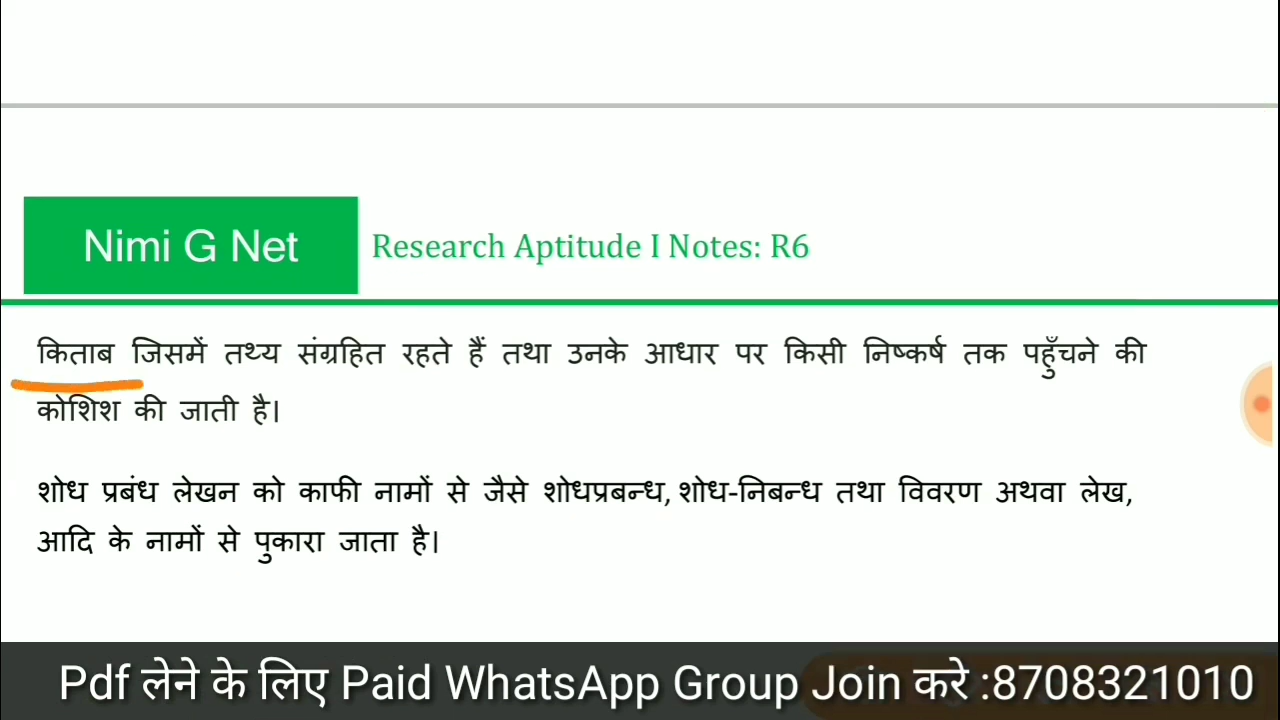 Nimi G Net
Research Aptitude I Notes: R6
किताब जिसमें तथ्य संग्रहित रहते हैं तथा उनके आधार पर किसी निष्कर्ष तक पहुँचने की
कोशिश की जाती है।
शोध प्रबंध लेखन को काफी नामों से जैसे शोधप्रबन्ध, शोध-निबन्ध तथा विवरण अथवा लेख,
आदि के नामों से पुकारा जाता है।
Pdf लेने के लिए Paid WhatsApp Group Join करे :8708321010